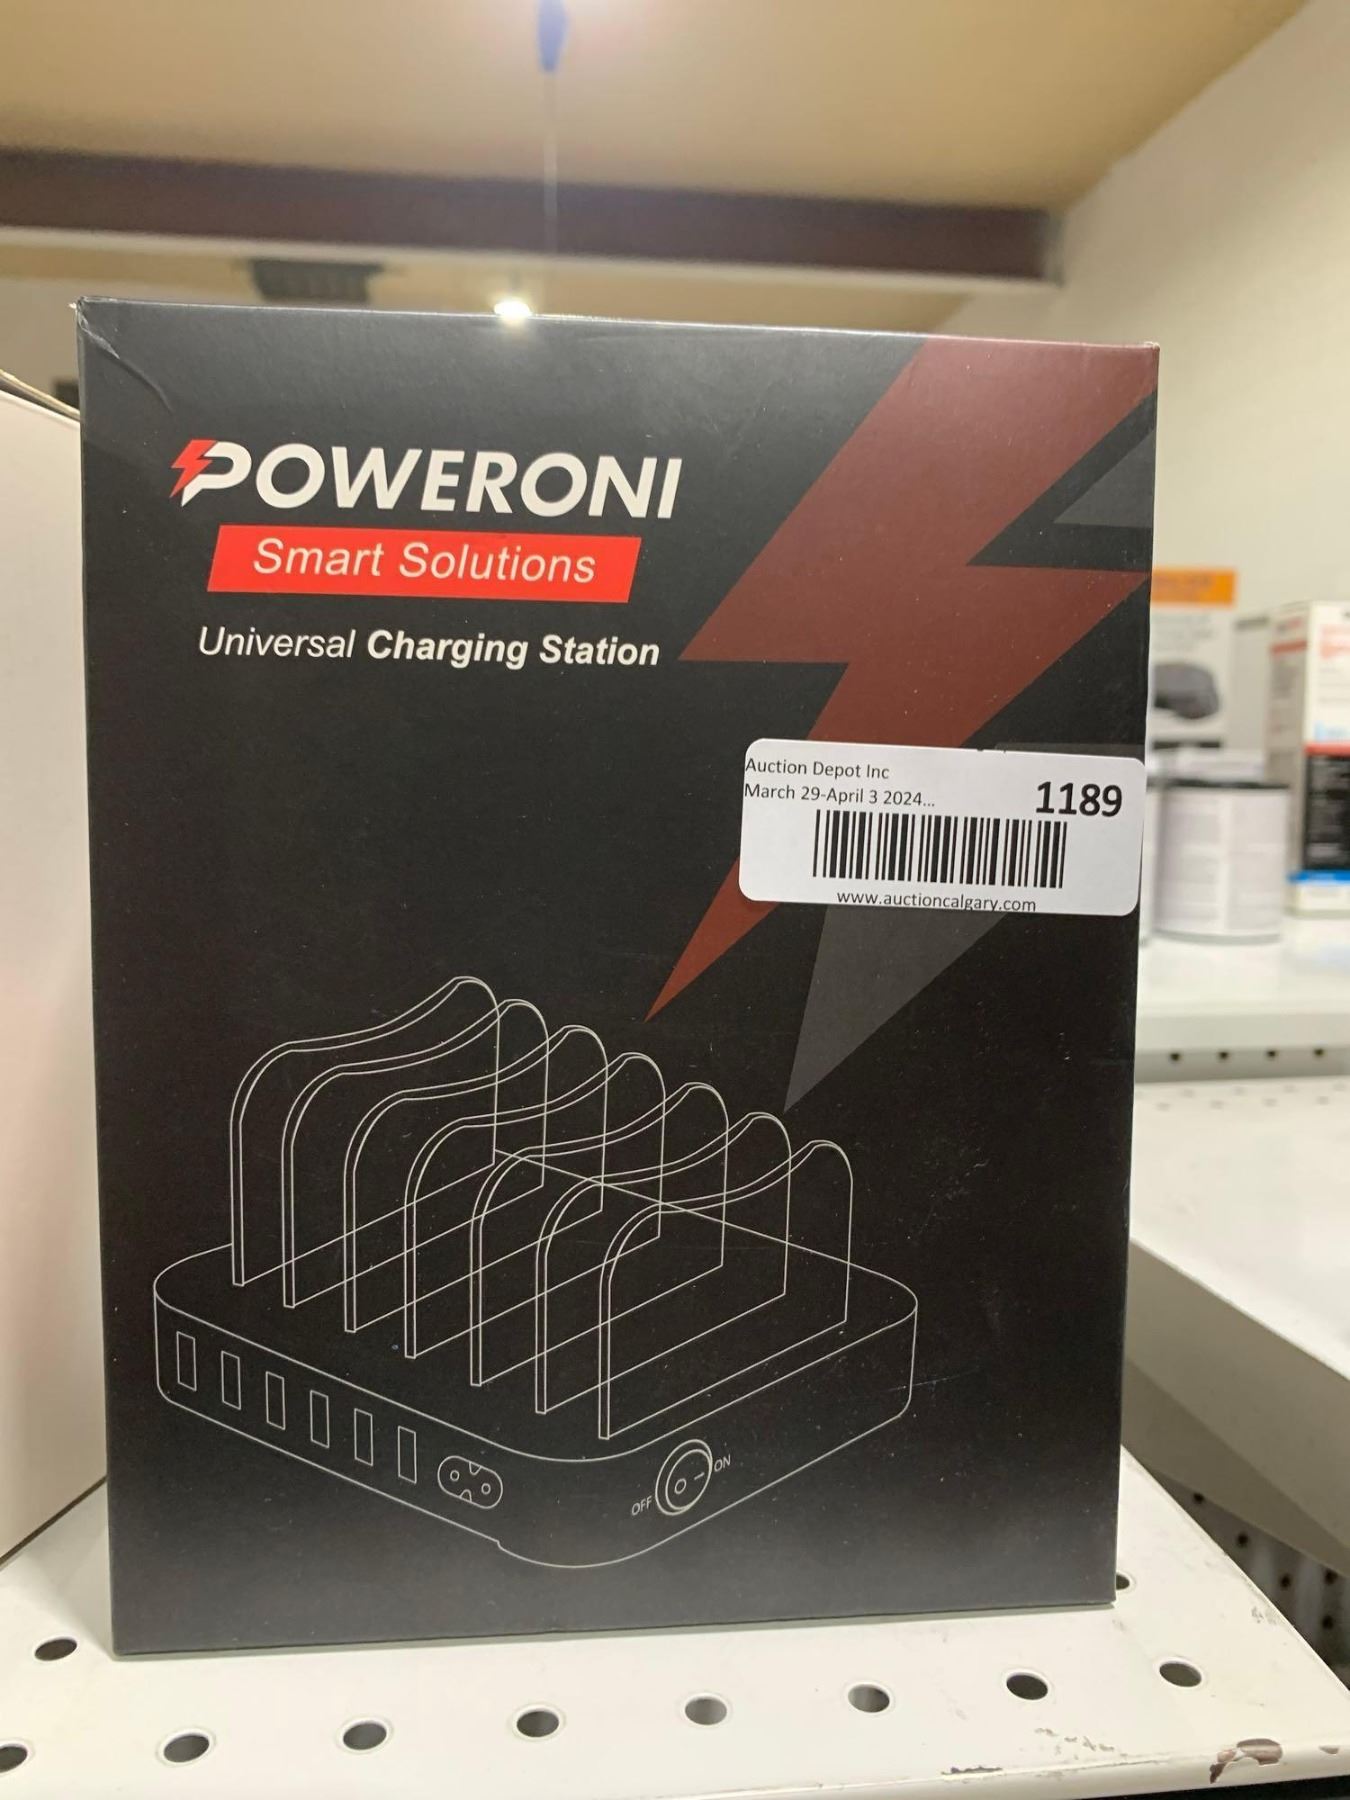 POWERONI
Smart Solutions
Universal Charging Station
Auction Depot Inc
March 29-April 3 2024...
1189
www.auctioncalgary.com
ON
OFF